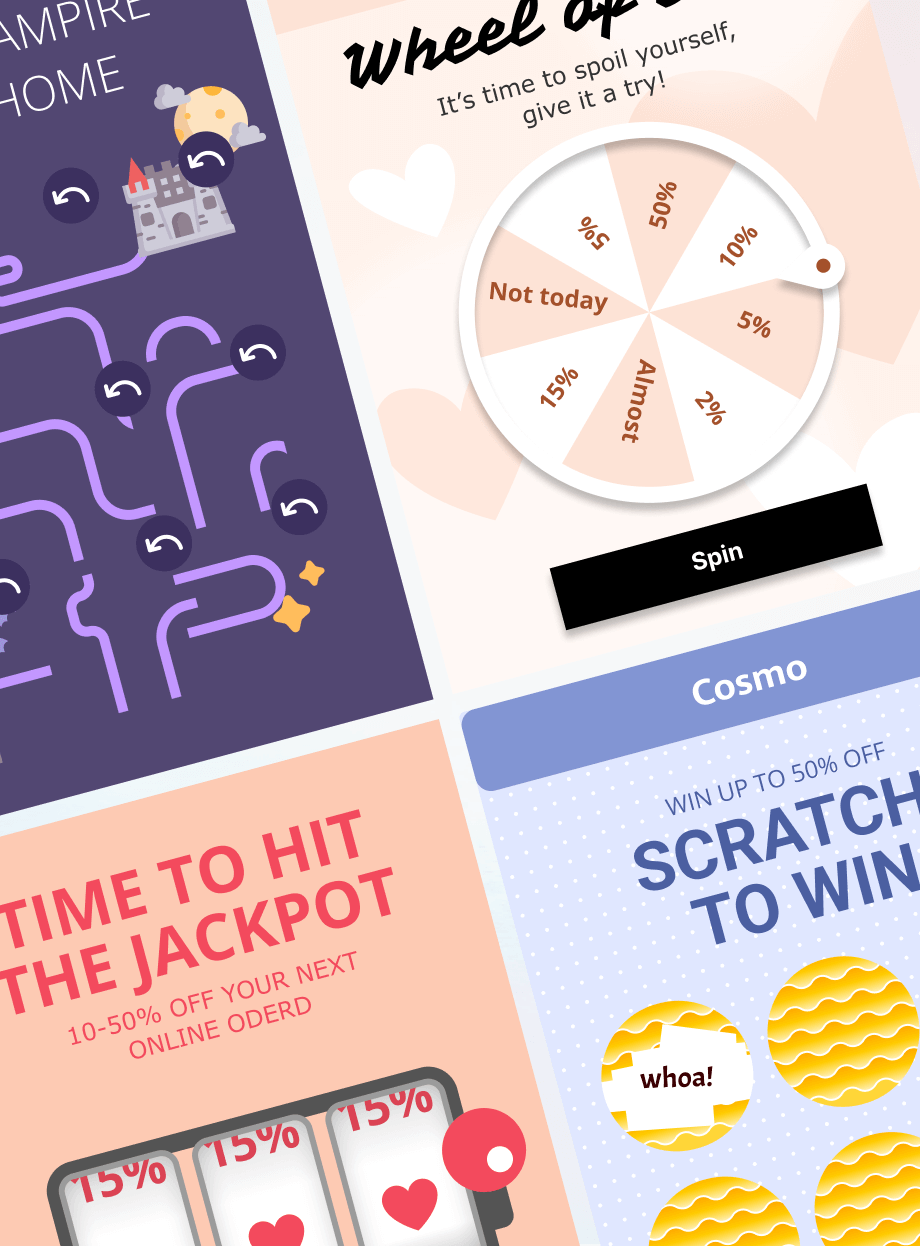 HOME
Wheel of
It's time to spoil yourself,
give it a try!
50%
10%
5%
2%
Almost
15%
Not today
5%
Spin
TIME TO HIT
THE JACKPOT
10-50% OFF YOUR NEXT
ONLINE ODERD
15%
15%
15%
Cosmo
WIN UP TO 50% OFF
SCRATCH
TO WIN
whoa!